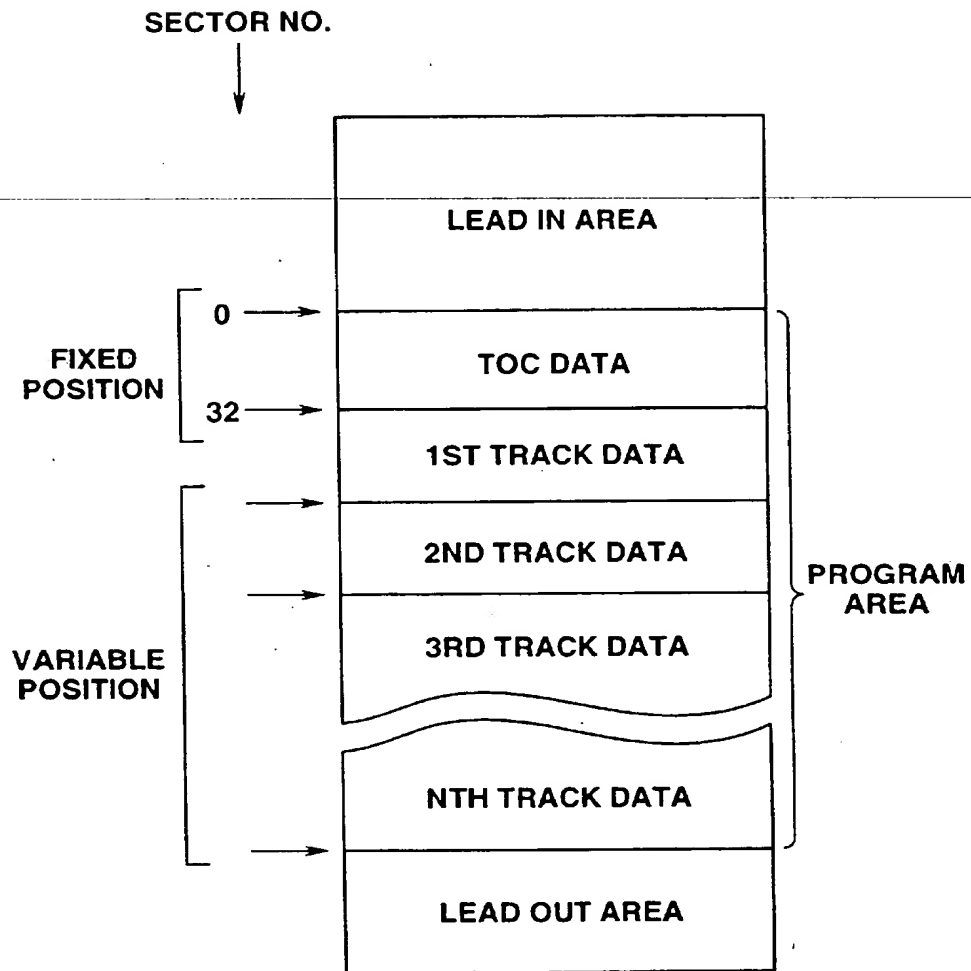 SECTOR NO.
LEAD IN AREA
0
FIXED
POSITION
TOC DATA
32
1ST TRACK DATA
2ND TRACK DATA
PROGRAM
AREA
3RD TRACK DATA
VARIABLE
POSITION
NTH TRACK DATA
LEAD OUT AREA